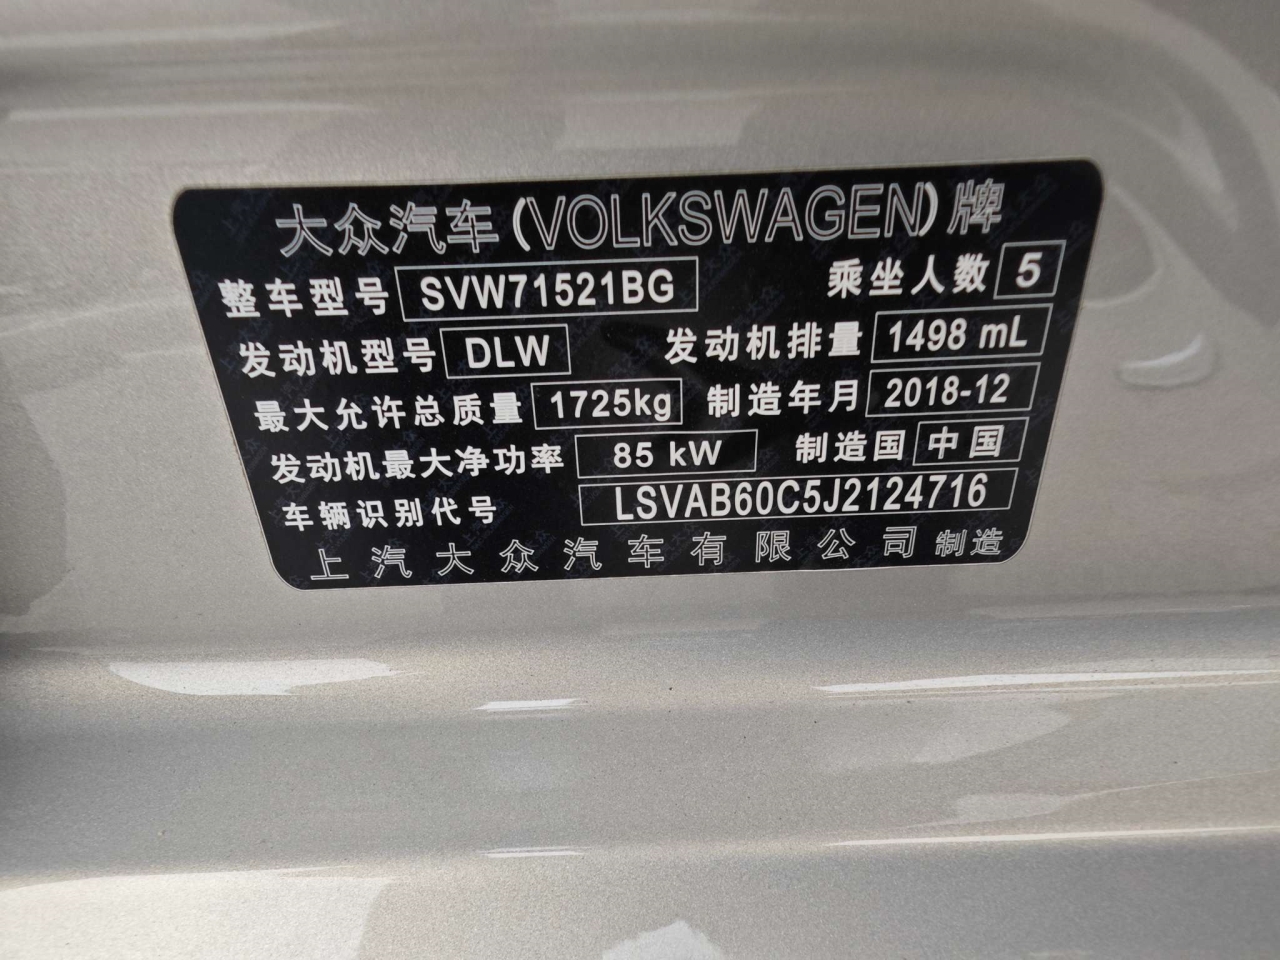 大众汽车(VOLKSWAGEN)牌
整车型号 SVW71521BG 乘坐人数 5
发动机型号 DLW 发动机排量 1498 mL
最大允许总质量 1725kg 制造年月 2018-12
发动机最大净功率 85 kW 制造国 中国
车辆识别代号 LSVAB60C5J2124716
上汽大众汽车有限公司 制造